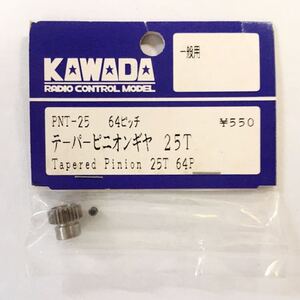 一般用
KAWADA
RADIO CONTROL MODEL
PNT-25 64ピッチ ¥550
テーパーピニオンギヤ 25T
Tapered Pinion 25T 64P